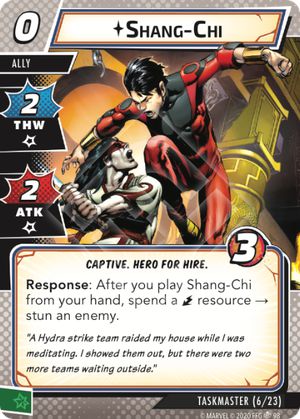 0
Shang-Chi
ALLY
2
THW
2
ATK
3
CAPTIVE. HERO FOR HIRE.
Response: After you play Shang-Chi
from your hand, spend a resource →
stun an enemy.
"A Hydra strike team raided my house while I was
meditating. I showed them out, but there were two
more teams waiting outside."
TASKMASTER (6/23)
© MARVEL © 2020 FFG 98